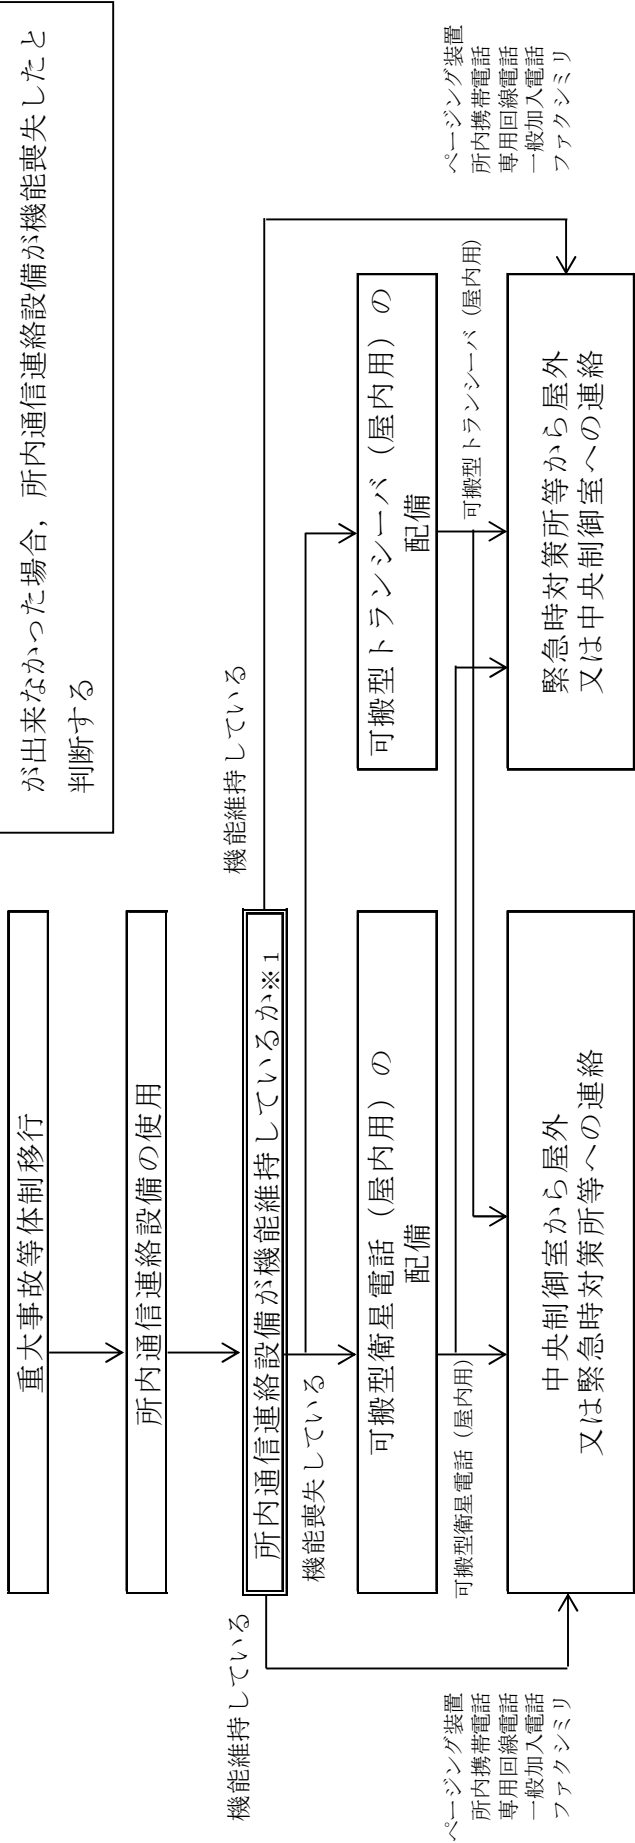 が出来なかった場合，所内通信連絡設備が機能喪失したと
判断する
重大事故等体制移行
所内通信連絡設備の使用
所内通信連絡設備が機能維持しているか※1
機能維持している
機能維持している
機能喪失している
可搬型衛星電話（屋内用）の
配備
可搬型トランシーバ（屋内用）の
配備
可搬型衛星電話（屋内用）
可搬型トランシーバ（屋内用）
ページング装置
所内携帯電話
専用回線電話
一般加入電話
ファクシミリ
中央制御室から屋外
又は緊急時対策所等への連絡
緊急時対策所等から屋外
又は中央制御室への連絡
ページング装置
所内携帯電話
専用回線電話
一般加入電話
ファクシミリ